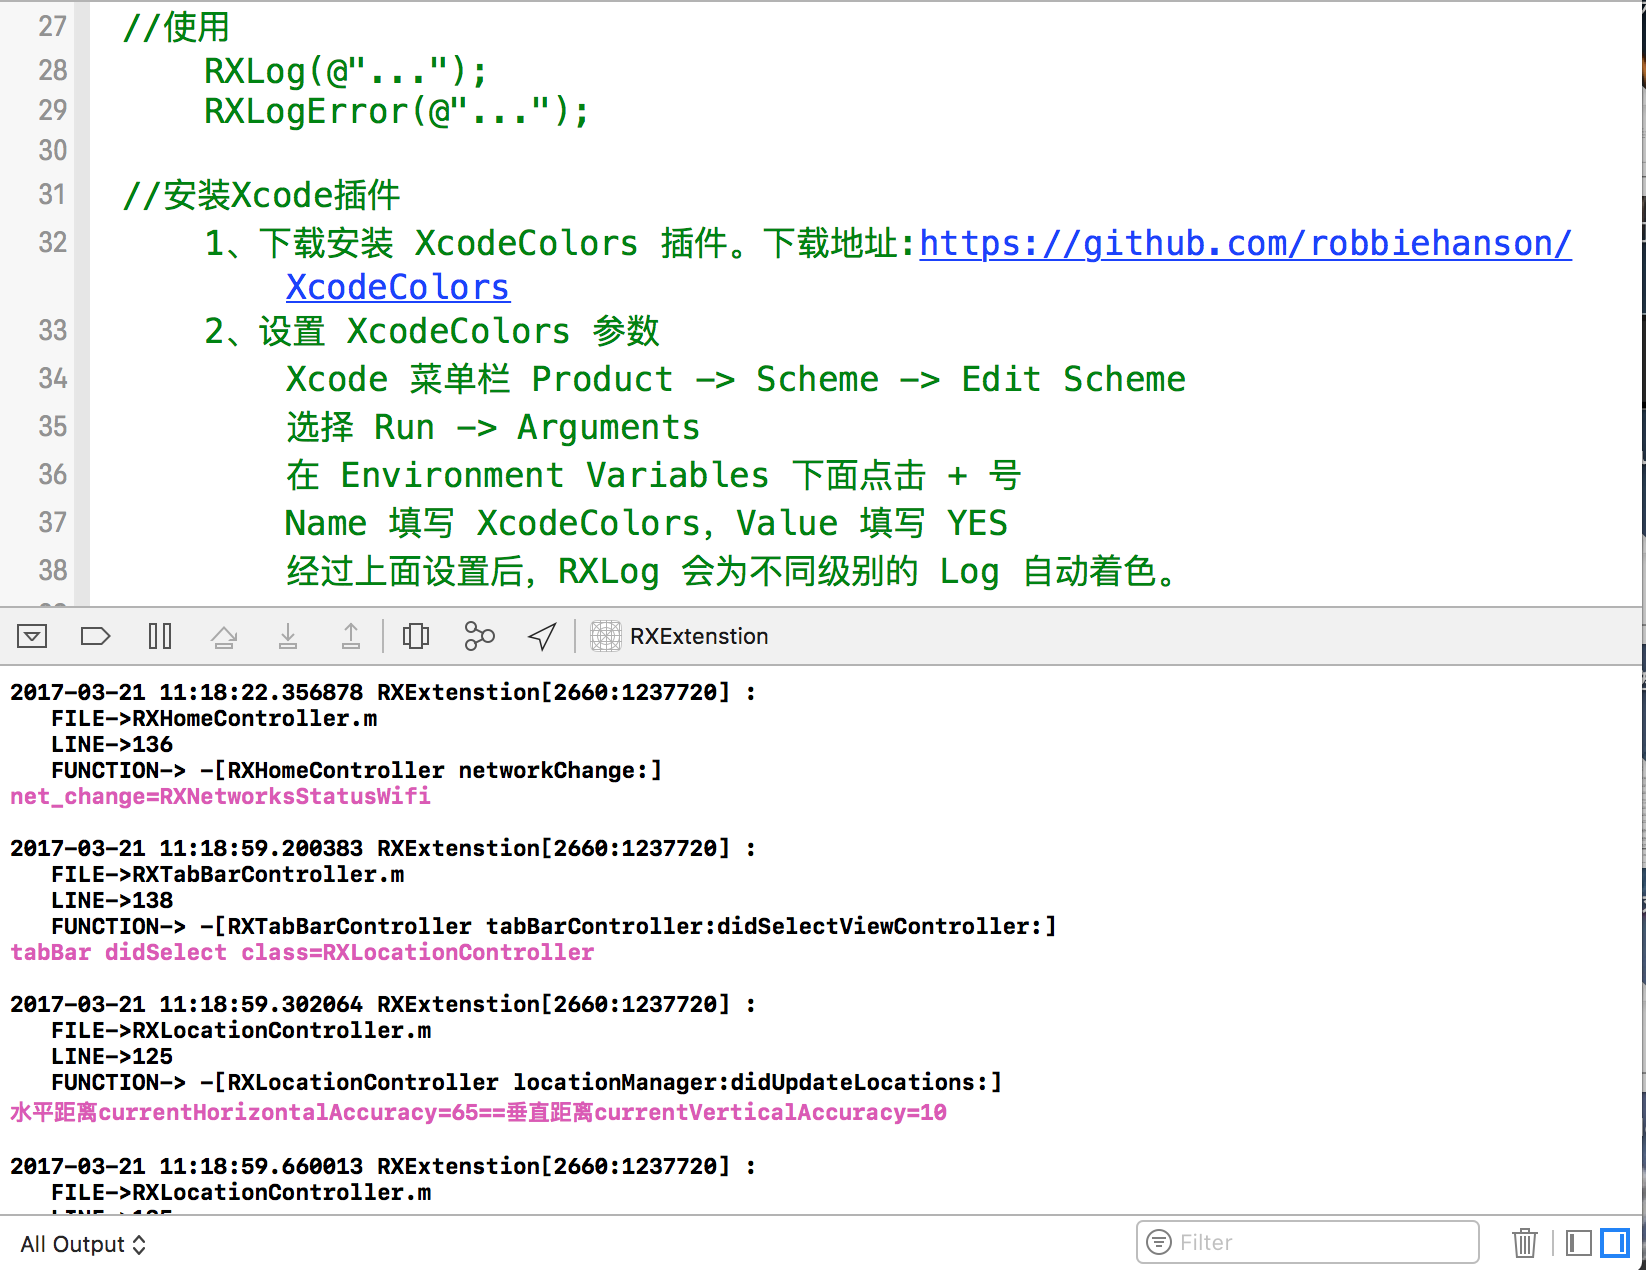 27 //使用
28 RXLog(@"...");
29 RXLogError(@"...");
30
31 //安装Xcode插件
32 1、下载安装 XcodeColors 插件。下载地址:https://github.com/robbiehanson/
XcodeColors
33 2、设置 XcodeColors 参数
34 Xcode 菜单栏 Product -> Scheme -> Edit Scheme
35 选择 Run -> Arguments
36 在 Environment Variables 下面点击 + 号
37 Name 填写 XcodeColors, Value 填写 YES
38 经过上面设置后, RXLog 会为不同级别的 Log 自动着色。
RXExtenstion
2017-03-21 11:18:22.356878 RXExtenstion[2660:1237720] :
FILE->RXHomeController.m
LINE->136
FUNCTION-> -[RXHomeController networkChange:]
net_change=RXNetworksStatusWifi
2017-03-21 11:18:59.200383 RXExtenstion[2660:1237720] :
FILE->RXTabBarController.m
LINE->138
FUNCTION-> -[RXTabBarController tabBarController:didSelectViewController:]
tabBar didSelect class=RXLocationController
2017-03-21 11:18:59.302064 RXExtenstion[2660:1237720] :
FILE->RXLocationController.m
LINE->125
FUNCTION-> -[RXLocationController locationManager:didUpdateLocations:]
水平距离currentHorizontalAccuracy=65==垂直距离currentVerticalAccuracy=10
2017-03-21 11:18:59.660013 RXExtenstion[2660:1237720] :
FILE->RXLocationController.m
All Output
Filter